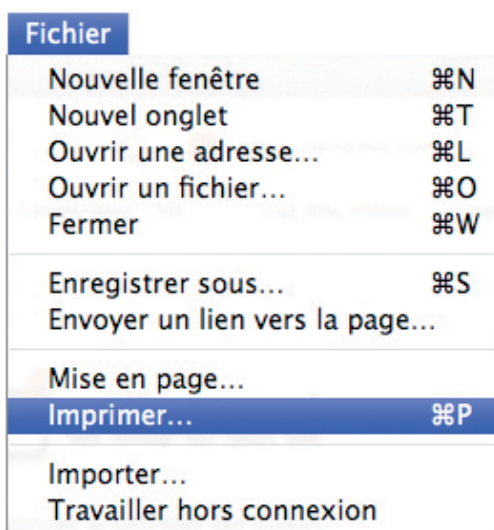 Fichier
Nouvelle fenêtre ⌘N
Nouvel onglet ⌘T
Ouvrir une adresse... ⌘L
Ouvrir un fichier... ⌘O
Fermer ⌘W
Enregistrer sous... ⌘S
Envoyer un lien vers la page...
Mise en page...
Imprimer... ⌘P
Importer...
Travailler hors connexion